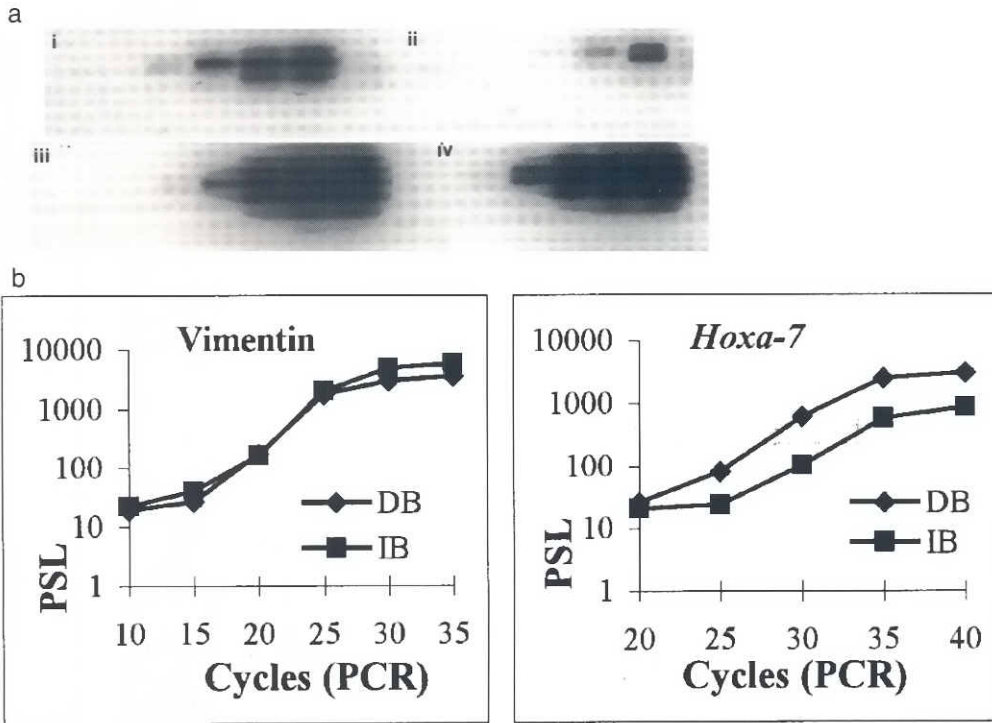 a
i
ii
iii
iv
b
Vimentin
10000
1000
100
10
1
PSL
DB
IB
10 15 20 25 30 35
Cycles (PCR)
Hoxa-7
10000
1000
100
10
1
PSL
DB
IB
20 25 30 35 40
Cycles (PCR)